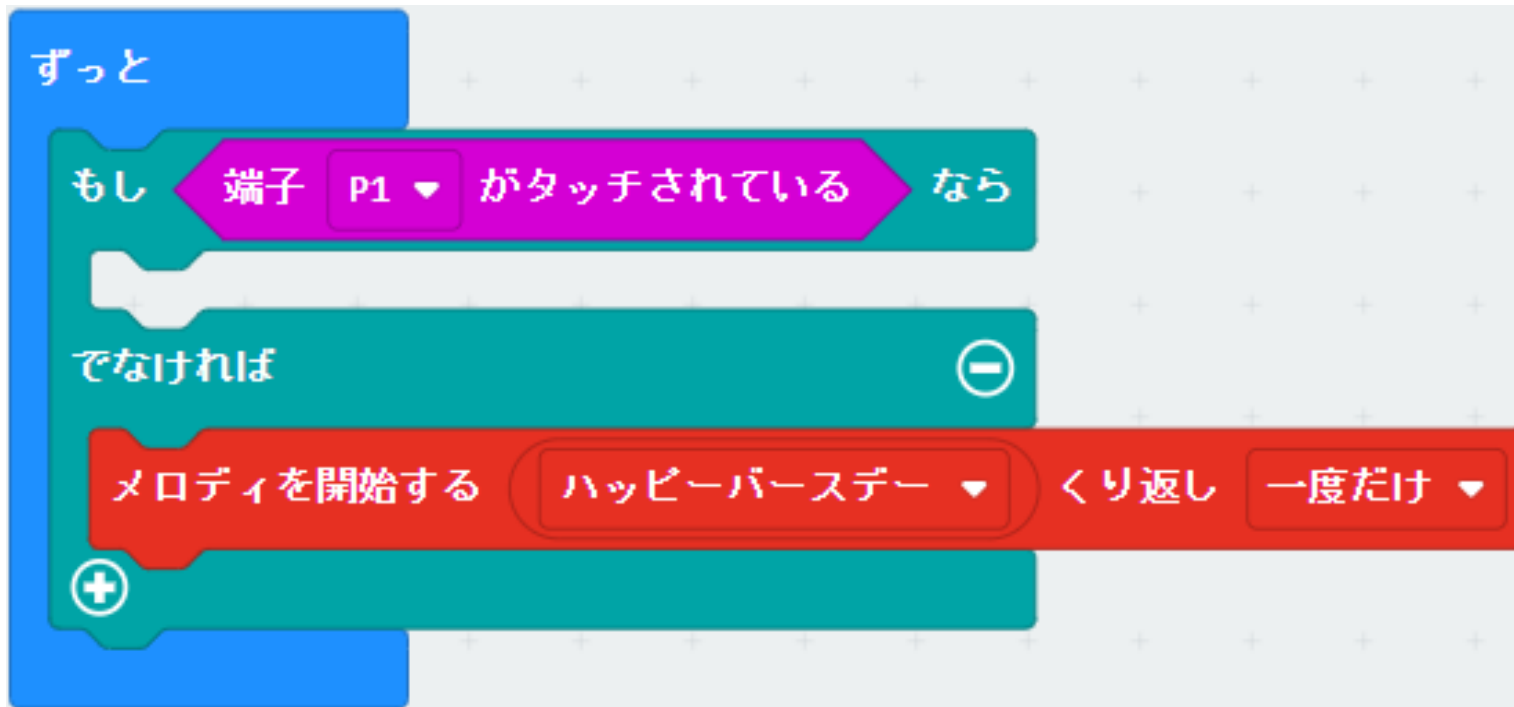 ずっと
もし 端子 P1 がタッチされている なら
でなければ
メロディを開始する ハッピーバースデー くり返し 一度だけ